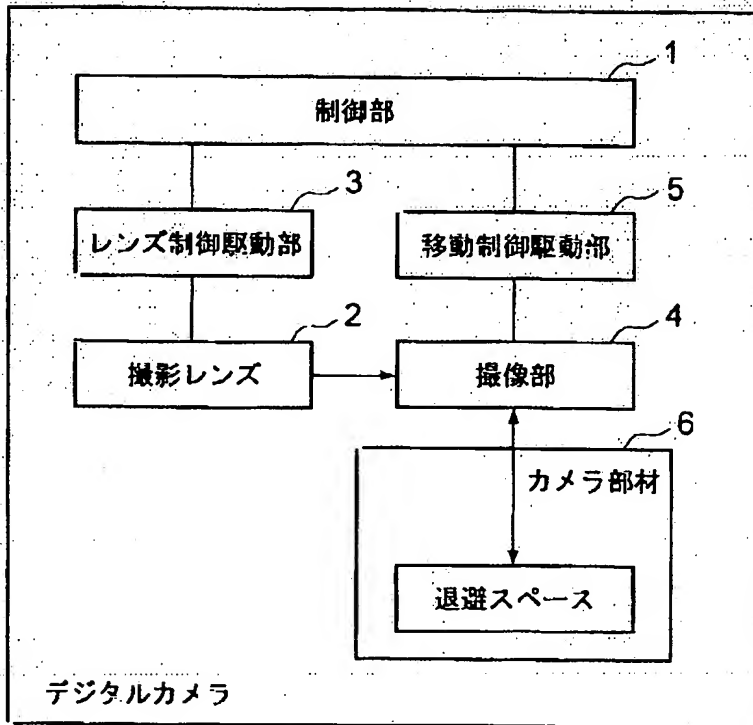 1
制御部
3
5
レンズ制御駆動部
移動制御駆動部
2
4
撮影レンズ
撮像部
6
カメラ部材
退避スペース
デジタルカメラ